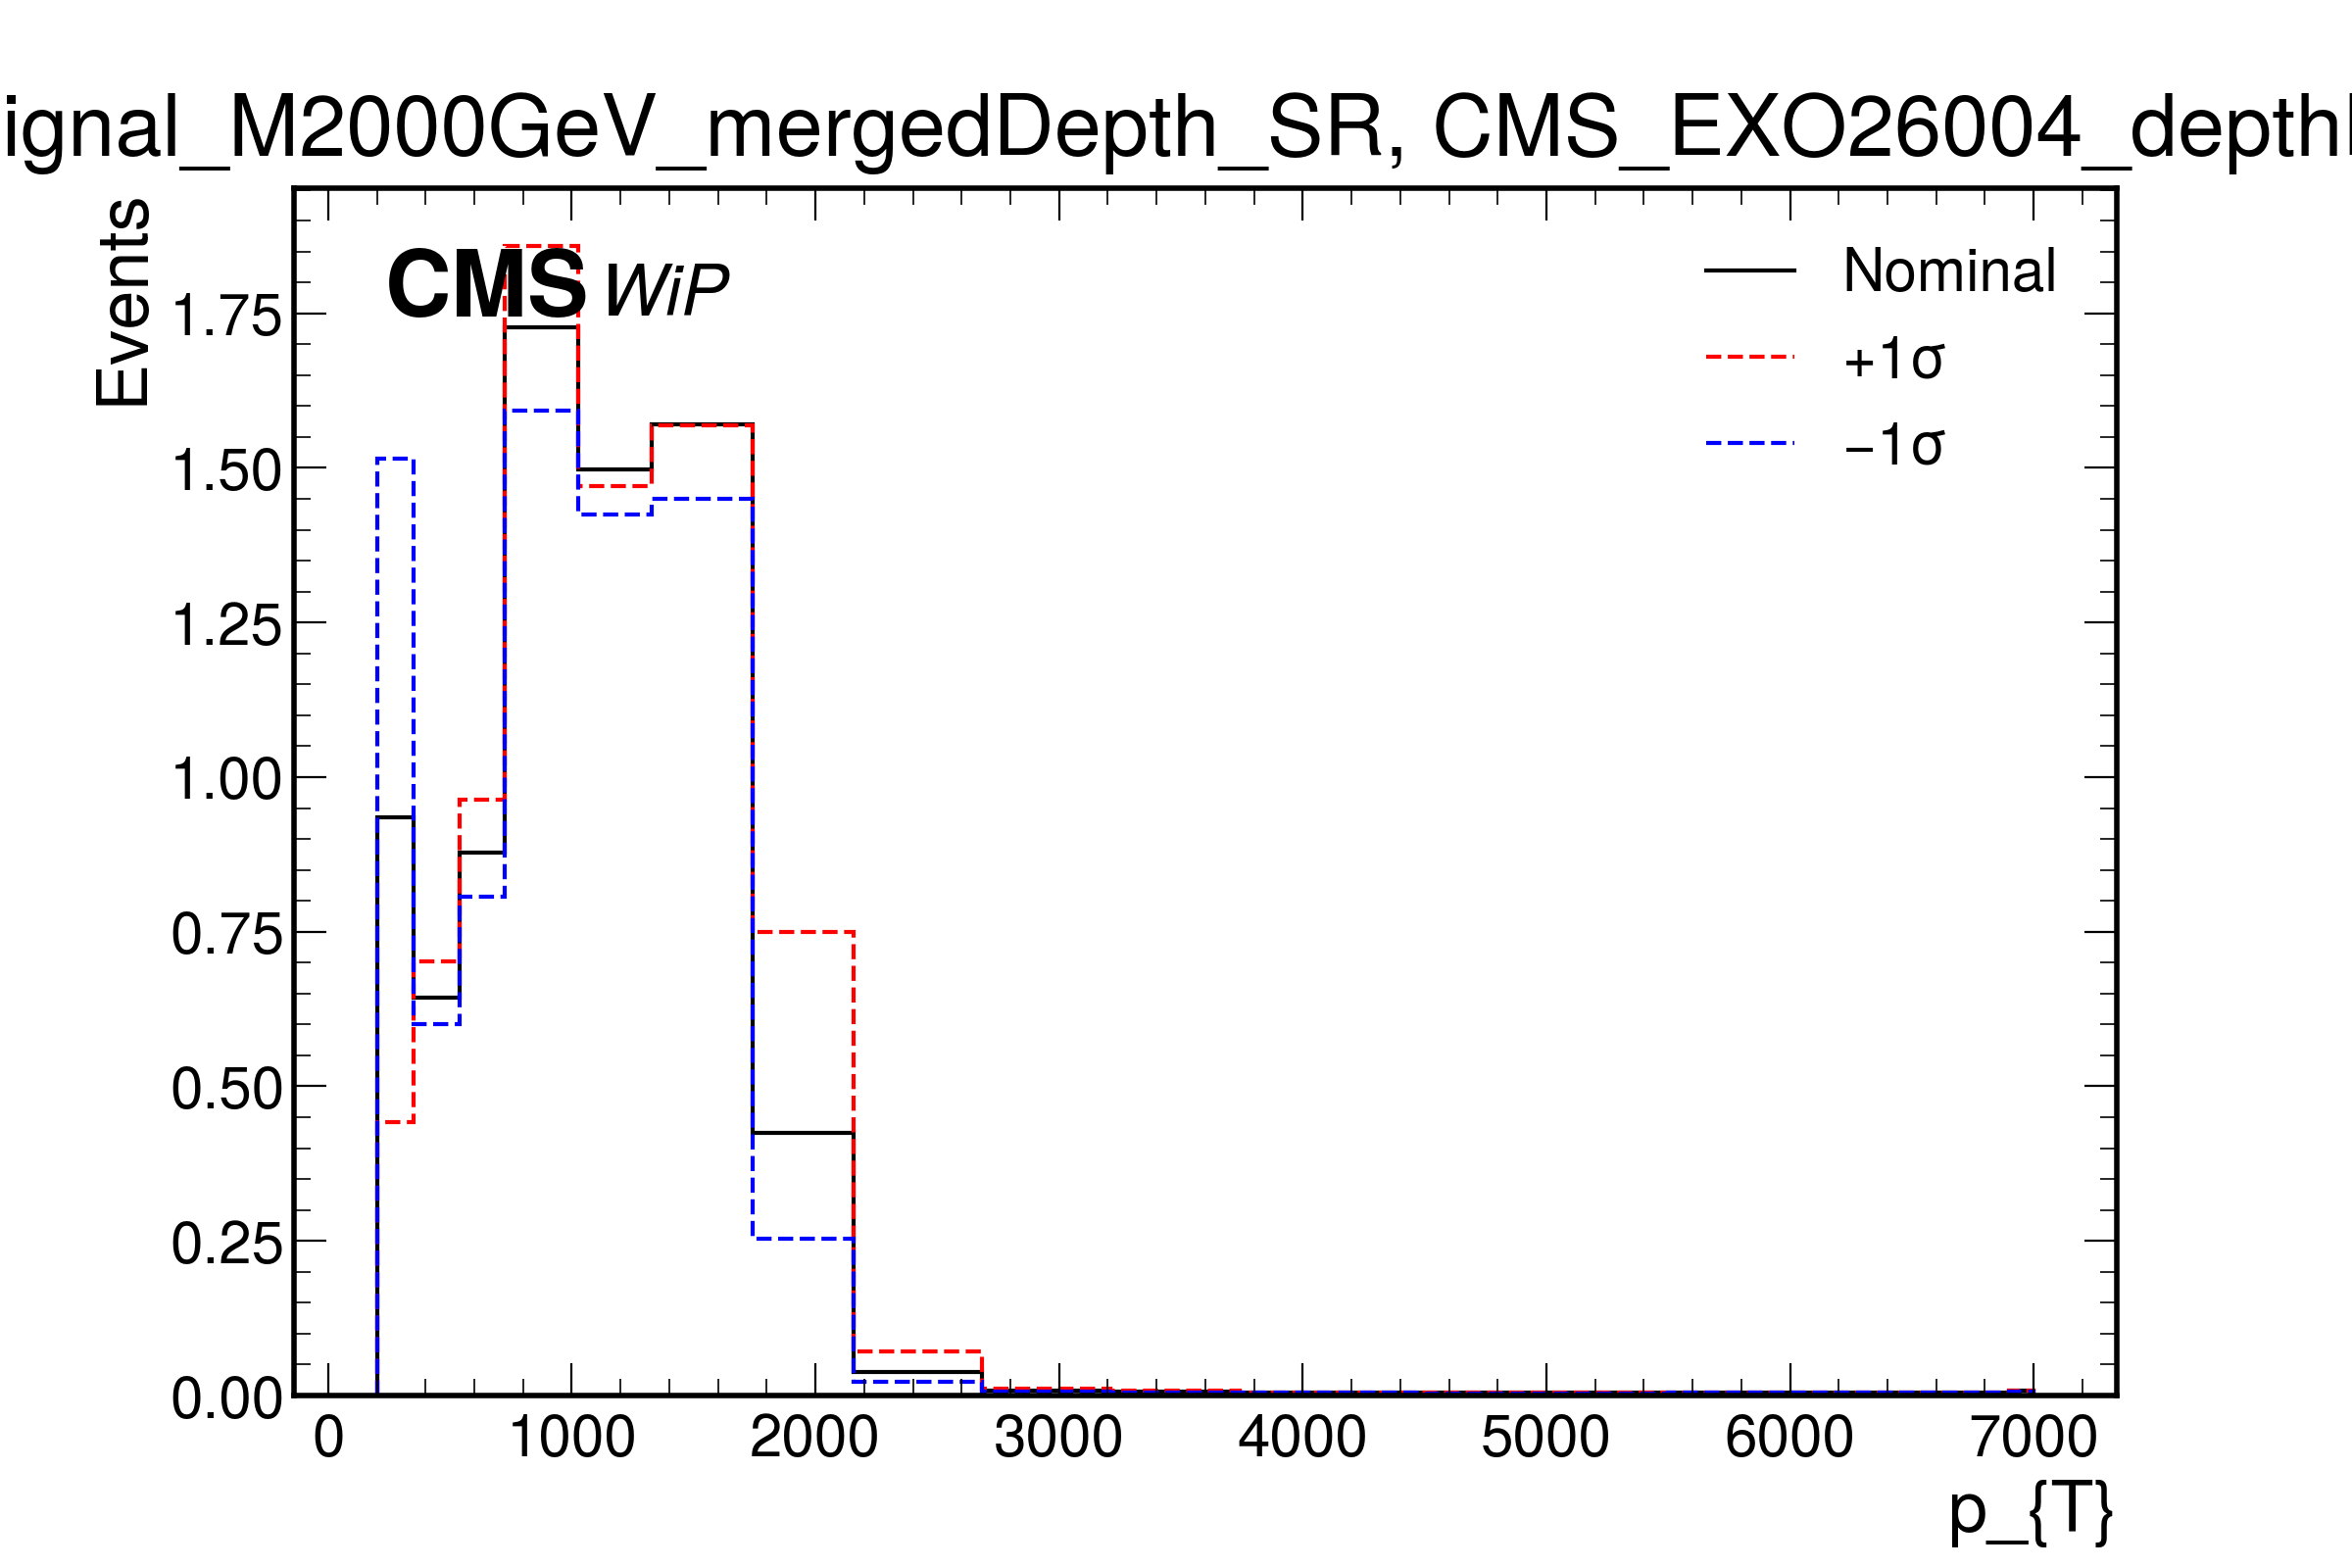 ignal_M2000GeV_mergedDepth_SR, CMS_EXO26004_depth
Events
CMS WiP
Nominal
+1σ
−1σ
1.75
1.50
1.25
1.00
0.75
0.50
0.25
0.00
0 1000 2000 3000 4000 5000 6000 7000
p_{T}